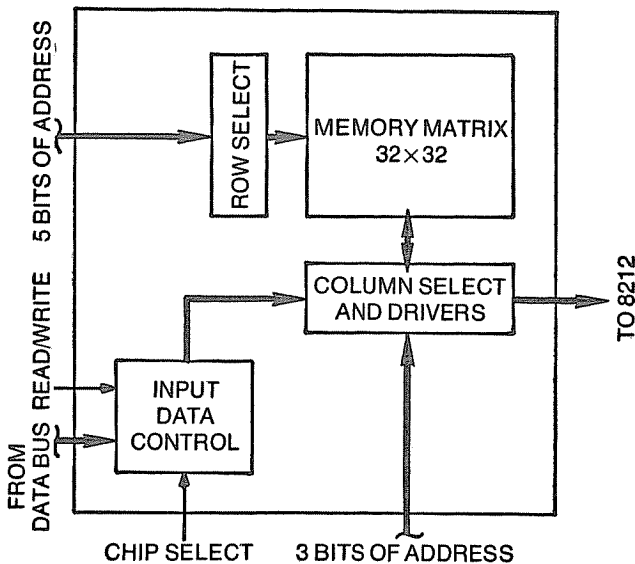 5 BITS OF ADDRESS
ROW SELECT
MEMORY MATRIX
32×32
COLUMN SELECT
AND DRIVERS
TO 8212
READ/WRITE
INPUT
DATA
CONTROL
FROM
DATA BUS
CHIP SELECT
3 BITS OF ADDRESS